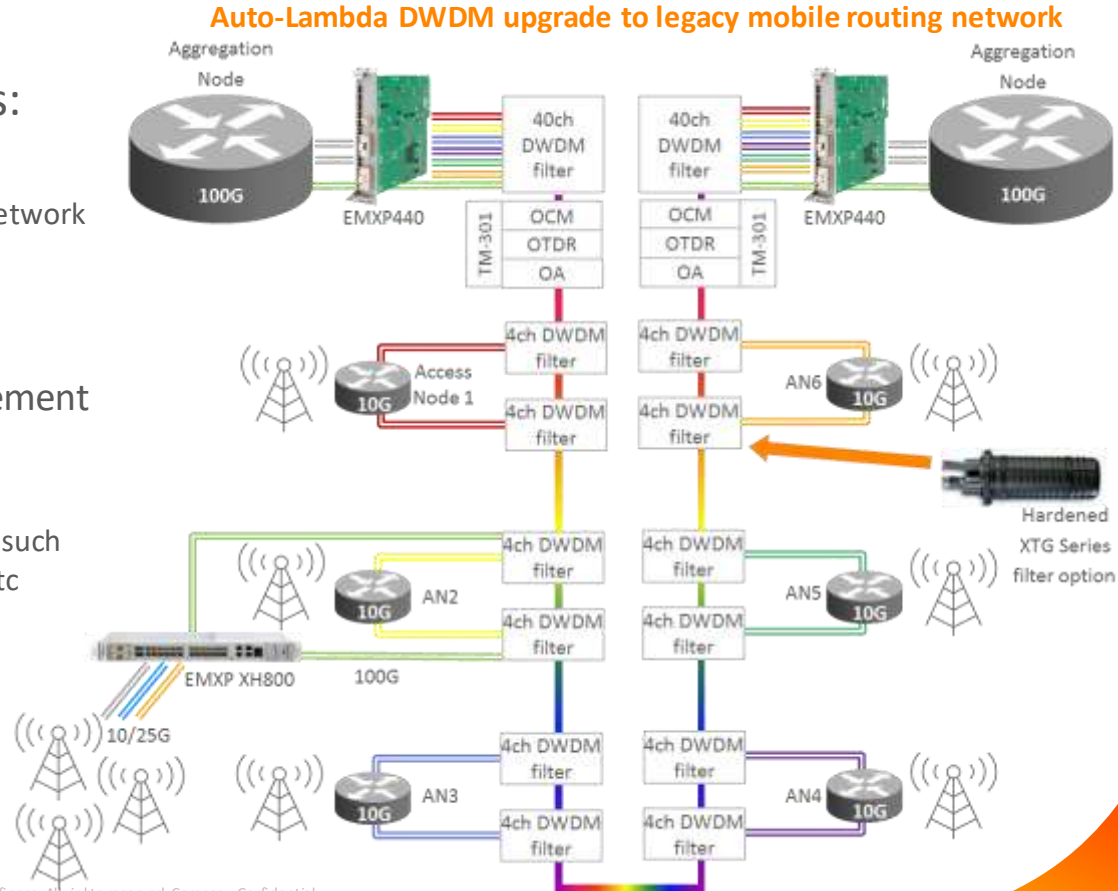 Auto-Lambda DWDM upgrade to legacy mobile routing network
s:
etwork
ement
such
tc
Aggregation
Node
100G
EMXP440
40ch
DWDM
filter
TM-301
OCM
OTDR
OA
40ch
DWDM
filter
OCM
OTDR
OA
TM-301
EMXP440
Aggregation
Node
100G
4ch DWDM
filter
Access
Node 1
10G
4ch DWDM
filter
4ch DWDM
filter
AN6
10G
4ch DWDM
filter
Hardened
XTG Series
filter option
4ch DWDM
filter
AN2
10G
4ch DWDM
filter
EMXP XH800
100G
10/25G
4ch DWDM
filter
AN5
10G
4ch DWDM
filter
4ch DWDM
filter
AN3
10G
4ch DWDM
filter
4ch DWDM
filter
AN4
10G
4ch DWDM
filter